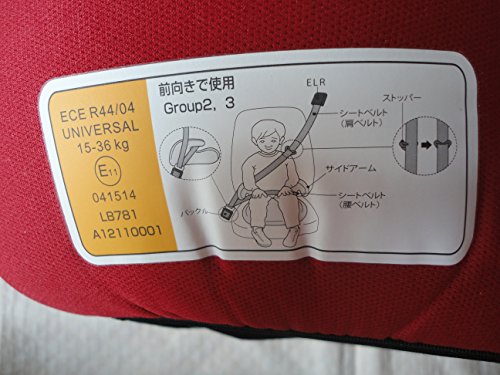 ECE R44/04
UNIVERSAL
15-36 kg
E11
041514
LB781
A12110001
前向きで使用
Group2, 3
ELR
シートベルト
(肩ベルト)
ストッパー
サイドアーム
シートベルト
(腰ベルト)
バックル